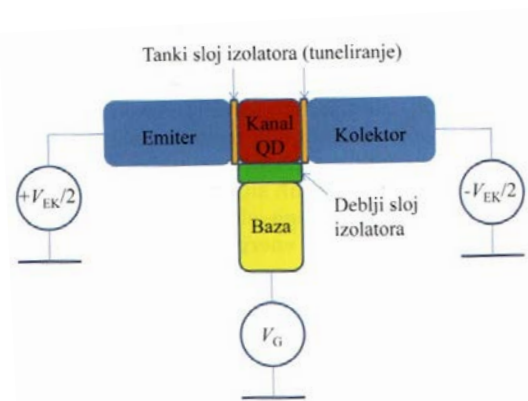 Tanki sloj izolatora (tuneliranje)
Emiter
Kanal
QD
Kolektor
+V_EK/2
-V_EK/2
Deblji sloj
izolatora
Baza
V_G